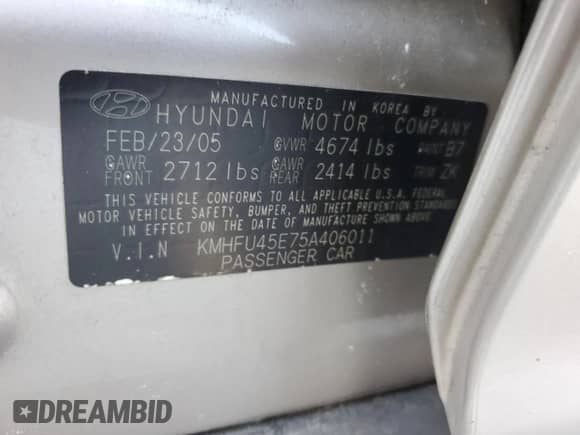 MANUFACTURED IN KOREA BY
HYUNDAI MOTOR COMPANY
FEB/23/05 GVWR 4674 lbs PAINT B7
GAWR FRONT 2712 lbs GAWR REAR 2414 lbs TRIM ZK
THIS VEHICLE CONFORMS TO ALL APPLICABLE U.S.A. FEDERAL
MOTOR VEHICLE SAFETY, BUMPER, AND THEFT PREVENTION STANDARDS
IN EFFECT ON THE DATE OF MANUFACTURE SHOWN ABOVE.
V.I.N KMHFU45E75A406011
PASSENGER CAR
DREAMBID